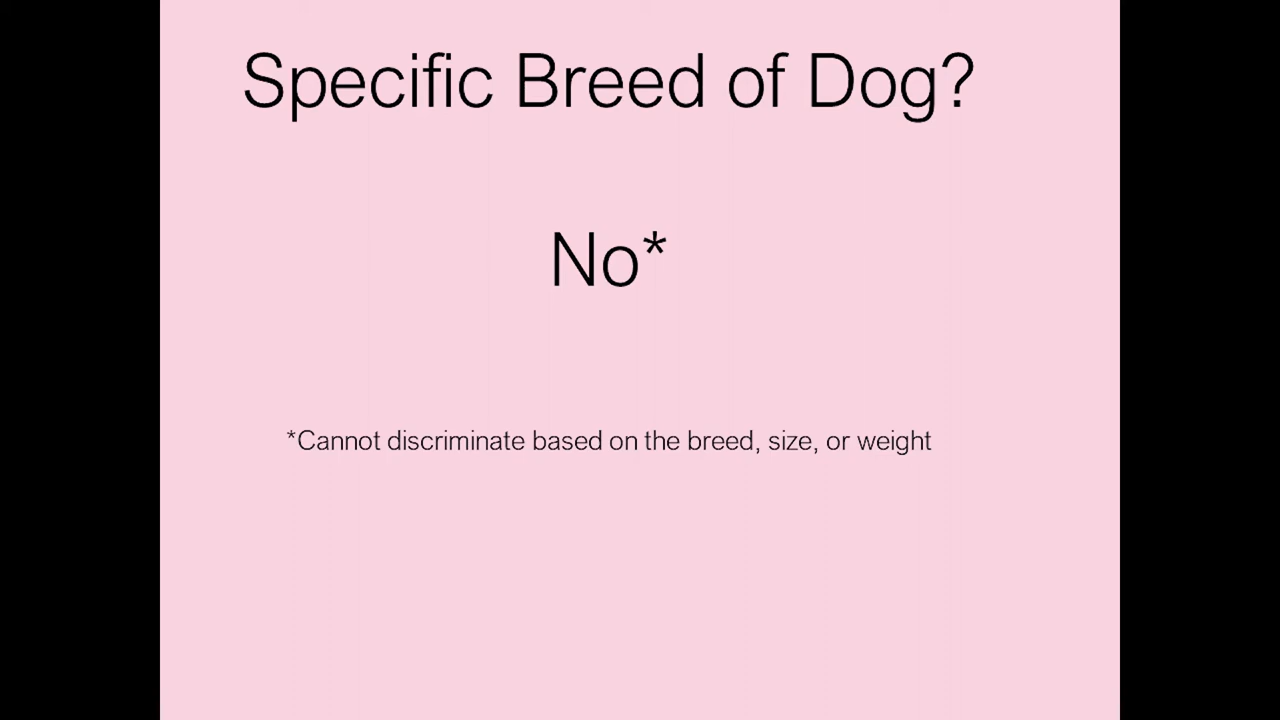 Specific Breed of Dog?
No*
*Cannot discriminate based on the breed, size, or weight